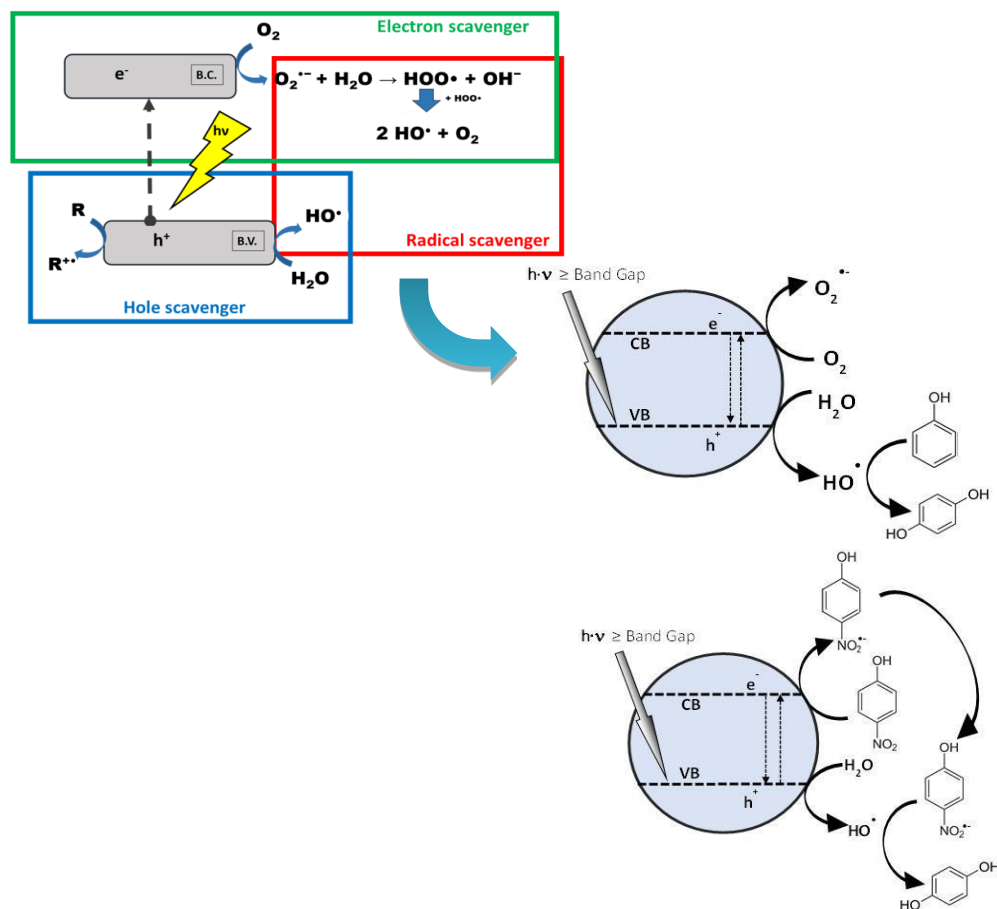 Electron scavenger
O₂
e⁻
B.C.
O₂•⁻ + H₂O → HOO• + OH⁻
+ HOO•
hν
2 HO• + O₂
R
HO•
h⁺
B.V.
Radical scavenger
R⁺•
H₂O
Hole scavenger
h·ν ≥ Band Gap
O₂•-
e⁻
CB
O₂
H₂O
VB
h⁺
OH
HO•
OH
HO
OH
h·ν ≥ Band Gap
NO₂•-
OH
e⁻
CB
NO₂
OH
VB
H₂O
h⁺
HO•
NO₂•-
OH
HO